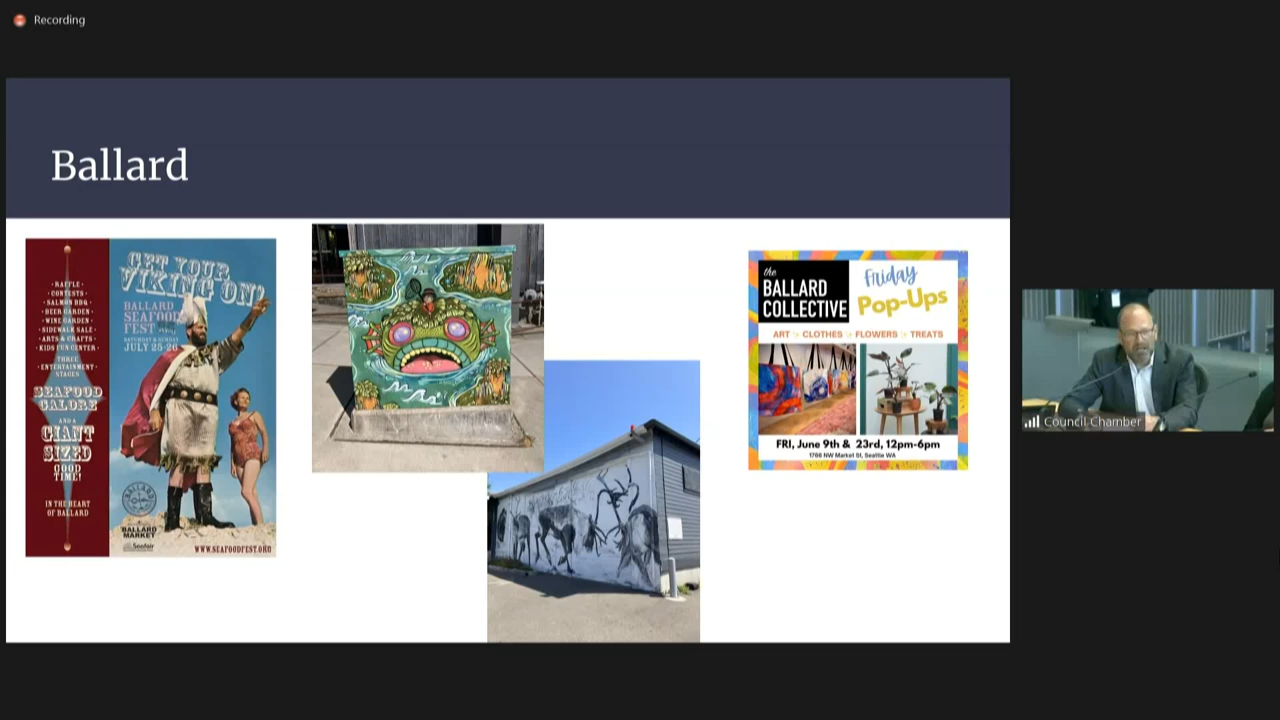 Recording
Ballard
· RAFFLE ·
· CONTESTS ·
· SALMON BBQ ·
· BEER GARDEN ·
· WINE GARDEN ·
· SIDEWALK SALE ·
· ARTS & CRAFTS ·
· KIDS FUN CENTER ·
THREE
· ENTERTAINMENT ·
STAGES
SEAFOOD
GALORE
AND A
GIANT
SIZED
GOOD
TIME!
IN THE HEART
OF BALLARD
GET YOUR
VIKING ON!
BALLARD
SEAFOOD
FEST
SATURDAY & SUNDAY
JULY 25-26
BALLARD
BALLARD
MARKET
Seafair
WWW.SEAFOODFEST.ORG
the
BALLARD
COLLECTIVE
Friday
Pop-Ups
ART CLOTHES FLOWERS TREATS
FRI, June 9th & 23rd, 12pm-6pm
1766 NW Market St, Seattle WA
Council Chamber